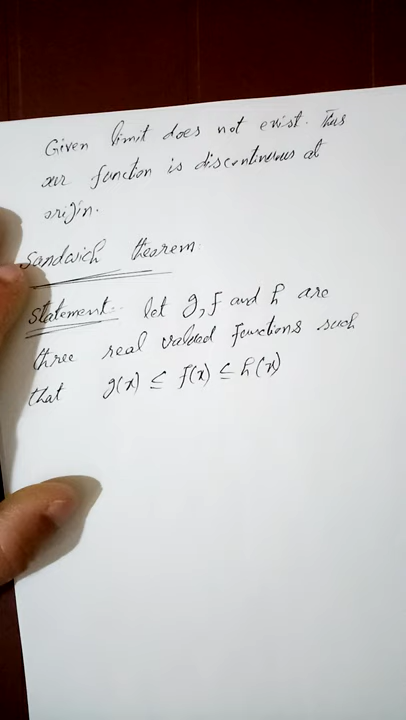 Given limit does not exist. Thus
our function is discontinuous at
origin.
Sandwich theorem:
Statement:- let g, f and h are
three real valued functions such
that g(x) ≤ f(x) ≤ h(x)